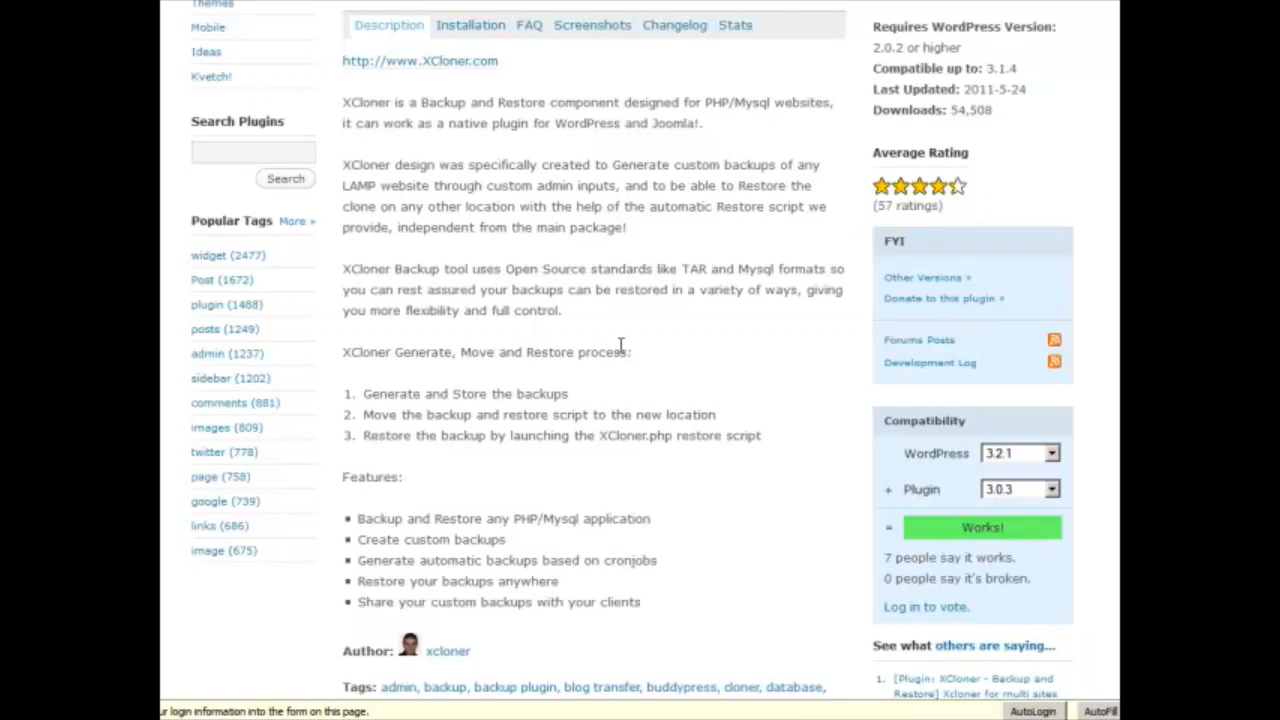 Themes
Mobile
Ideas
Kvetch!
Search Plugins
Search
Popular Tags More »
widget (2477)
Post (1672)
plugin (1488)
posts (1249)
admin (1237)
sidebar (1202)
comments (881)
images (809)
twitter (778)
page (758)
google (739)
links (686)
image (675)
Description Installation FAQ Screenshots Changelog Stats
http://www.XCloner.com
XCloner is a Backup and Restore component designed for PHP/Mysql websites,
it can work as a native plugin for WordPress and Joomla!.
XCloner design was specifically created to Generate custom backups of any
LAMP website through custom admin inputs, and to be able to Restore the
clone on any other location with the help of the automatic Restore script we
provide, independent from the main package!
XCloner Backup tool uses Open Source standards like TAR and Mysql formats so
you can rest assured your backups can be restored in a variety of ways, giving
you more flexibility and full control.
XCloner Generate, Move and Restore process:
1. Generate and Store the backups
2. Move the backup and restore script to the new location
3. Restore the backup by launching the XCloner.php restore script
Features:
▪ Backup and Restore any PHP/Mysql application
▪ Create custom backups
▪ Generate automatic backups based on cronjobs
▪ Restore your backups anywhere
▪ Share your custom backups with your clients
Author: xcloner
Tags: admin, backup, backup plugin, blog transfer, buddypress, cloner, database,
Requires WordPress Version:
2.0.2 or higher
Compatible up to: 3.1.4
Last Updated: 2011-5-24
Downloads: 54,508
Average Rating
(57 ratings)
FYI
Other Versions »
Donate to this plugin »
Forums Posts
Development Log
Compatibility
WordPress 3.2.1
+ Plugin 3.0.3
= Works!
7 people say it works.
0 people say it's broken.
Log in to vote.
See what others are saying...
1. [Plugin: XCloner - Backup and
Restore] Xcloner for multi sites
ur login information into the form on this page.
AutoLogin
AutoFill